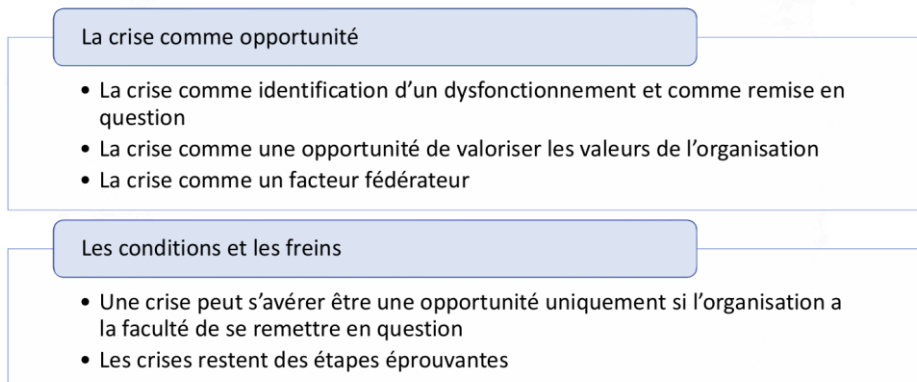 La crise comme opportunité
• La crise comme identification d’un dysfonctionnement et comme remise en
question
• La crise comme une opportunité de valoriser les valeurs de l’organisation
• La crise comme un facteur fédérateur
Les conditions et les freins
• Une crise peut s’avérer être une opportunité uniquement si l’organisation a
la faculté de se remettre en question
• Les crises restent des étapes éprouvantes